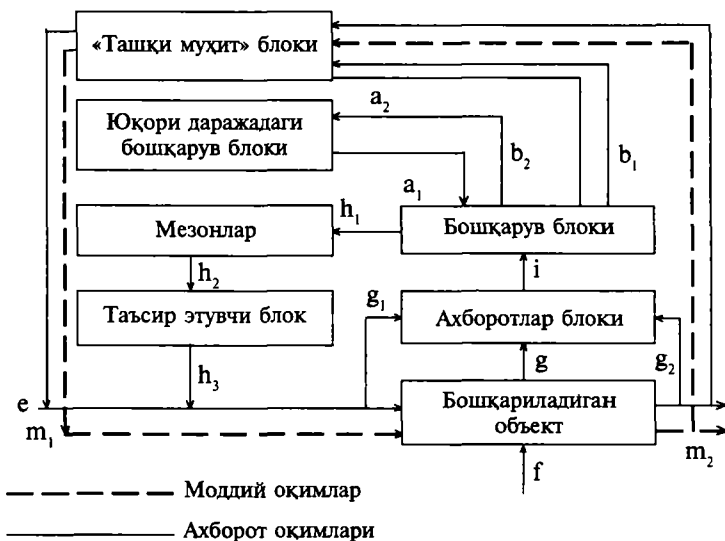 «Ташқи муҳит» блоки
a₂
Юқори даражадаги
бошқарув блоки
b₂
b₁
a₁
h₁
Мезонлар
Бошқарув блоки
h₂
i
g₁
Таъсир этувчи блок
Ахборотлар блоки
h₃
g
g₂
e
Бошқариладиган
объект
m₁
m₂
f
Моддий оқимлар
Ахборот оқимлари